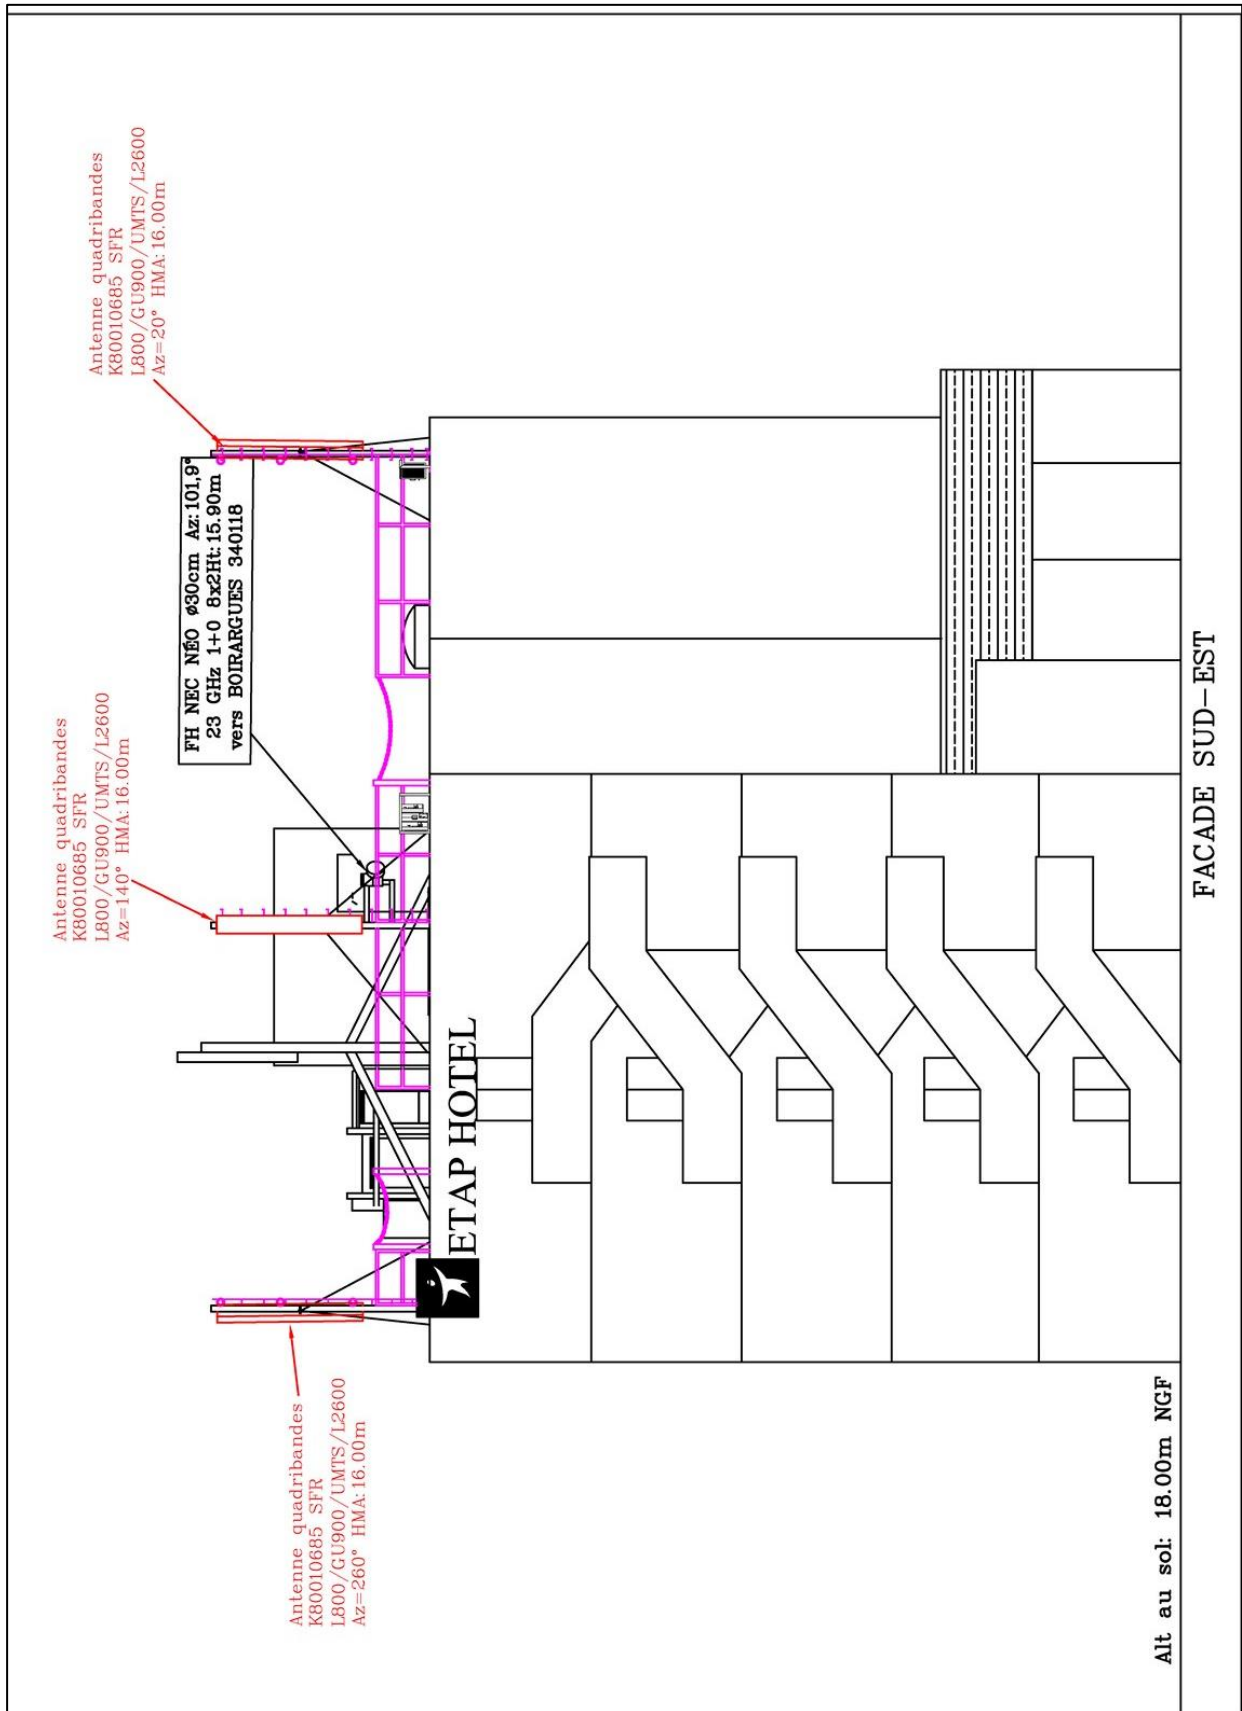 Antenne quadribandes
K80010685 SFR
L800/GU900/UMTS/L2600
Az=260° HMA:16.00m
Antenne quadribandes
K80010685 SFR
L800/GU900/UMTS/L2600
Az=140° HMA:16.00m
FH NEC NÉO ø30cm Az:101,9°
23 GHz 1+0 8x2Ht:15.90m
vers BOIRARGUES 340118
Antenne quadribandes
K80010685 SFR
L800/GU900/UMTS/L2600
Az=20° HMA:16.00m
ETAP HOTEL
Alt au sol: 18.00m NGF
FACADE SUD-EST